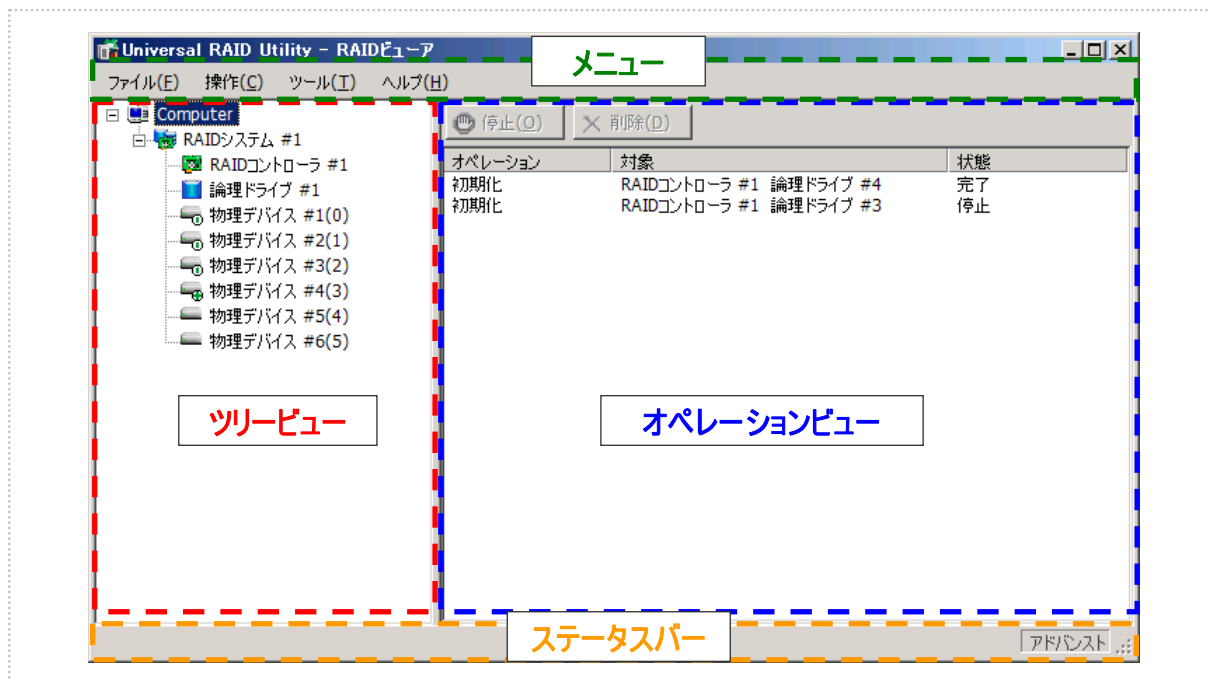 Universal RAID Utility - RAIDビューア
メニュー
ファイル(F) 操作(C) ツール(T) ヘルプ(H)
Computer
RAIDシステム #1
RAIDコントローラ #1
論理ドライブ #1
物理デバイス #1(0)
物理デバイス #2(1)
物理デバイス #3(2)
物理デバイス #4(3)
物理デバイス #5(4)
物理デバイス #6(5)
ツリービュー
停止(O) 削除(D)
オペレーション 対象 状態
初期化 RAIDコントローラ #1 論理ドライブ #4 完了
初期化 RAIDコントローラ #1 論理ドライブ #3 停止
オペレーションビュー
ステータスバー
アドバンスト